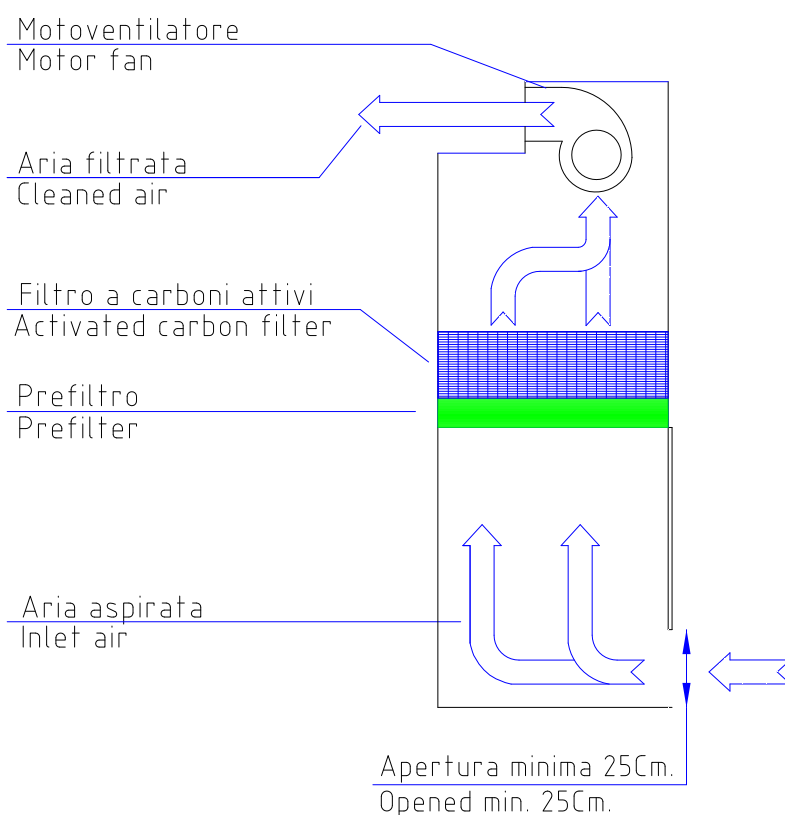 Motoventilatore
Motor fan
Aria filtrata
Cleaned air
Filtro a carboni attivi
Activated carbon filter
Prefiltro
Prefilter
Aria aspirata
Inlet air
Apertura minima 25Cm.
Opened min. 25Cm.